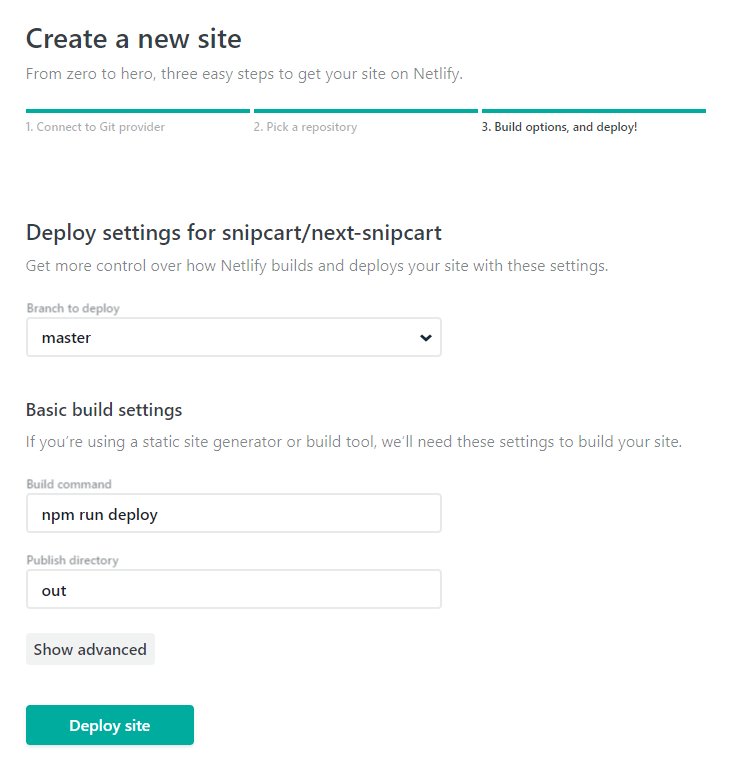 Create a new site
From zero to hero, three easy steps to get your site on Netlify.
1. Connect to Git provider
2. Pick a repository
3. Build options, and deploy!
Deploy settings for snipcart/next-snipcart
Get more control over how Netlify builds and deploys your site with these settings.
Branch to deploy
master
Basic build settings
If you’re using a static site generator or build tool, we’ll need these settings to build your site.
Build command
npm run deploy
Publish directory
out
Show advanced
Deploy site